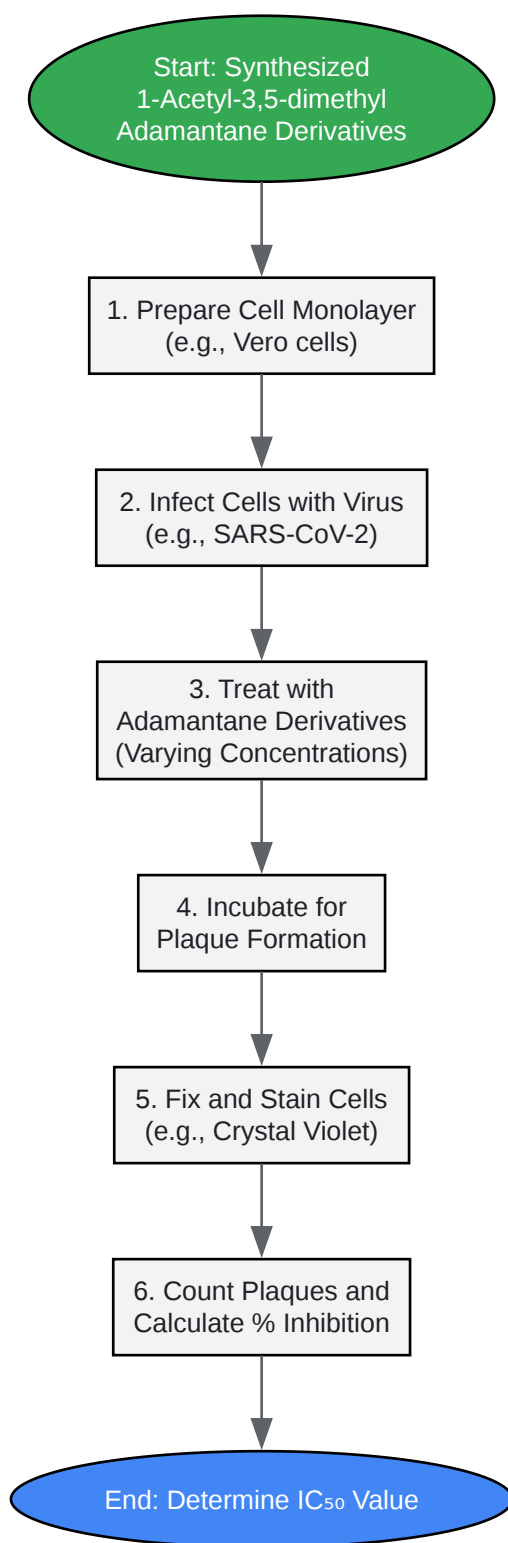 Start: Synthesized
1-Acetyl-3,5-dimethyl
Adamantane Derivatives
1. Prepare Cell Monolayer
(e.g., Vero cells)
2. Infect Cells with Virus
(e.g., SARS-CoV-2)
3. Treat with
Adamantane Derivatives
(Varying Concentrations)
4. Incubate for
Plaque Formation
5. Fix and Stain Cells
(e.g., Crystal Violet)
6. Count Plaques and
Calculate % Inhibition
End: Determine IC₅₀ Value